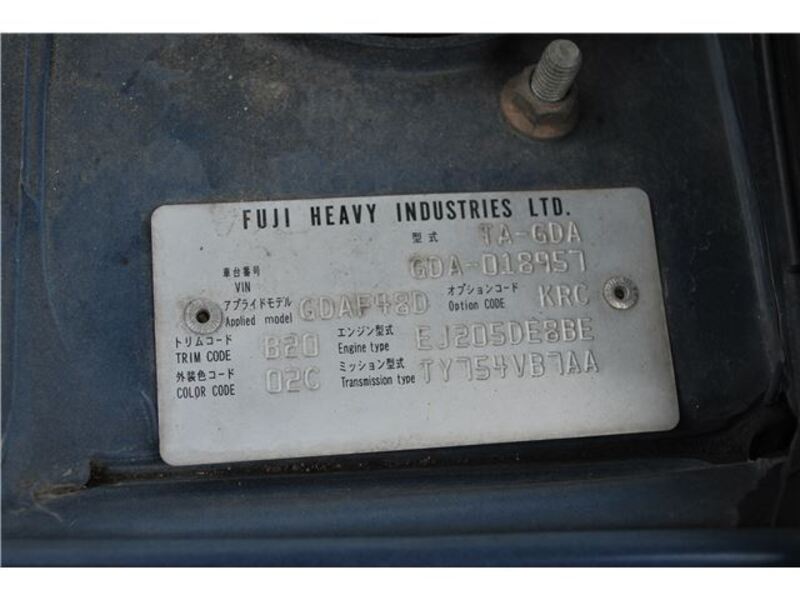 FUJI HEAVY INDUSTRIES LTD.
型式 TA-GDA
車台番号 VIN GDA-018957
アプライドモデル Applied model GDAF48D オプションコード Option CODE KRC
トリムコード TRIM CODE B20 エンジン型式 Engine type EJ205DE8BE
外装色コード COLOR CODE 02C ミッション型式 Transmission type TY754VB7AA